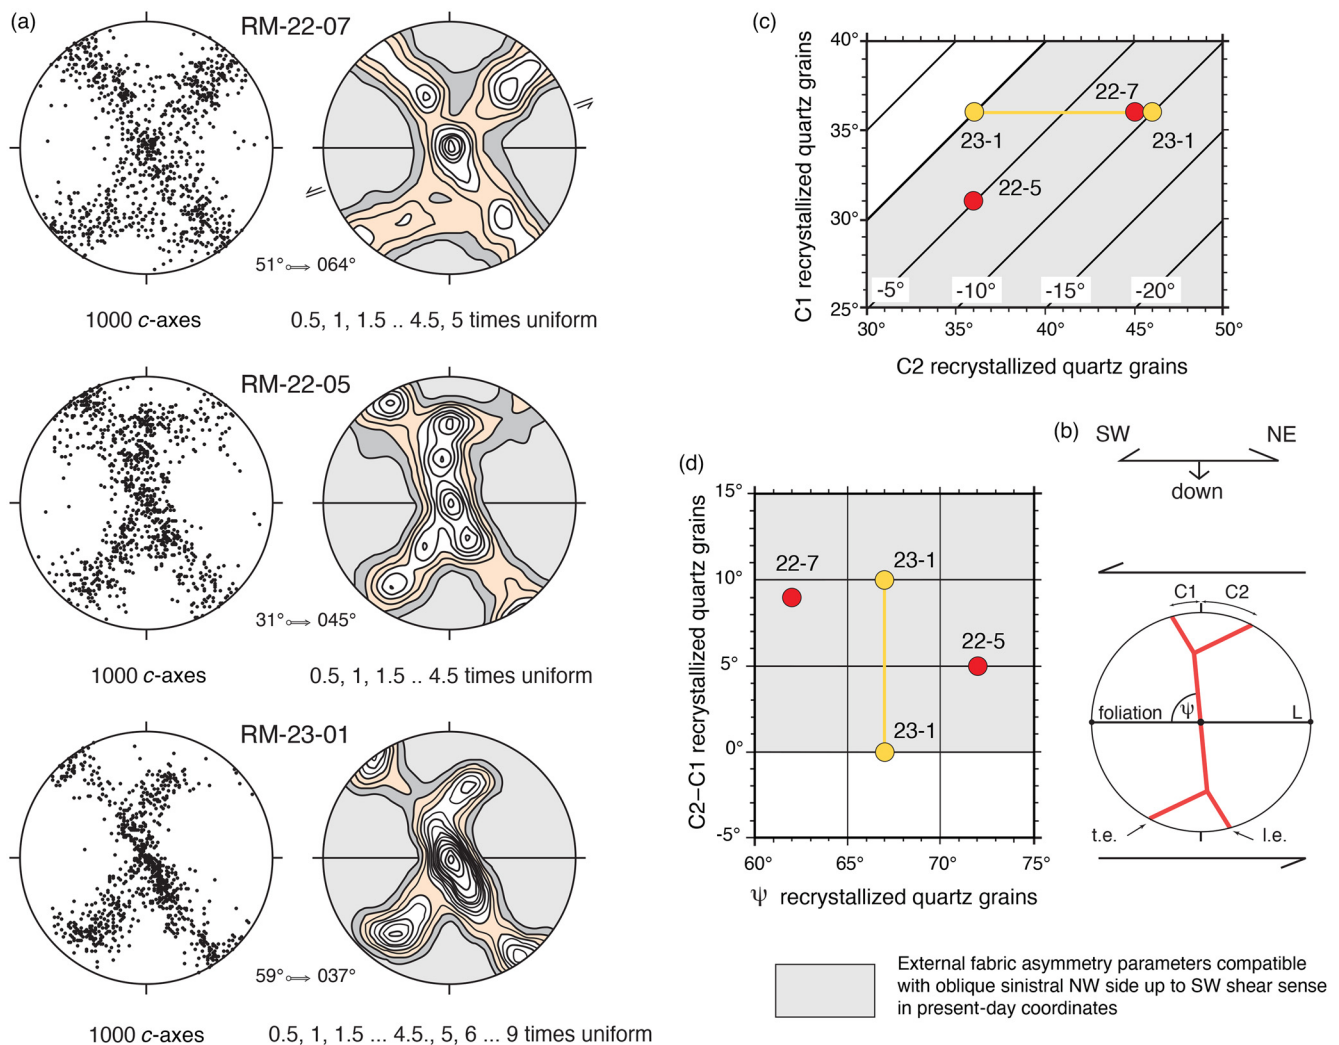 (a)
RM-22-07
51° 064°
1000 c-axes
0.5, 1, 1.5 .. 4.5, 5 times uniform
RM-22-05
31° 045°
1000 c-axes
0.5, 1, 1.5 .. 4.5 times uniform
RM-23-01
59° 037°
1000 c-axes
0.5, 1, 1.5 ... 4.5., 5, 6 ... 9 times uniform
(c)
C1 recrystallized quartz grains
40°
35°
30°
25°
22-7
23-1
23-1
22-5
-5°
-10°
-15°
-20°
30°
35°
40°
45°
50°
C2 recrystallized quartz grains
(b)
SW
NE
down
C1
C2
foliation
ψ
L
t.e.
l.e.
(d)
C2–C1 recrystallized quartz grains
15°
10°
5°
0°
-5°
22-7
23-1
22-5
23-1
60°
65°
70°
75°
ψ recrystallized quartz grains
External fabric asymmetry parameters compatible
with oblique sinistral NW side up to SW shear sense
in present-day coordinates